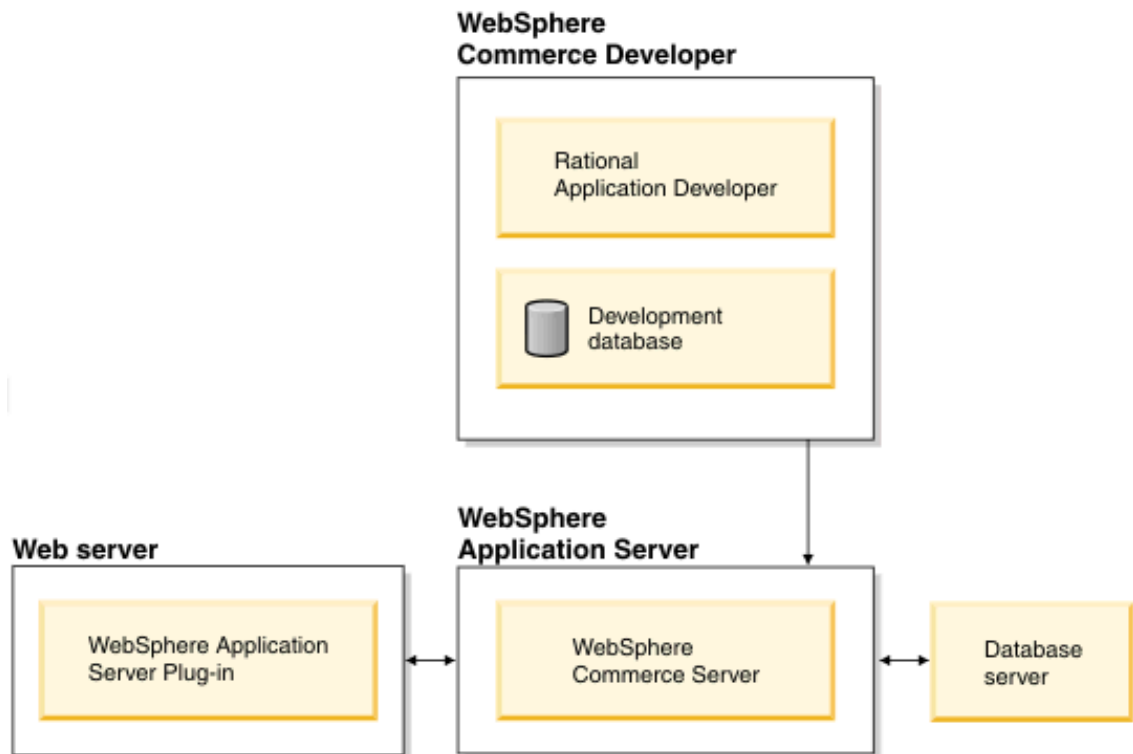 WebSphere
Commerce Developer
Rational
Application Developer
Development
database
Web server
WebSphere Application
Server Plug-in
WebSphere
Application Server
WebSphere
Commerce Server
Database
server